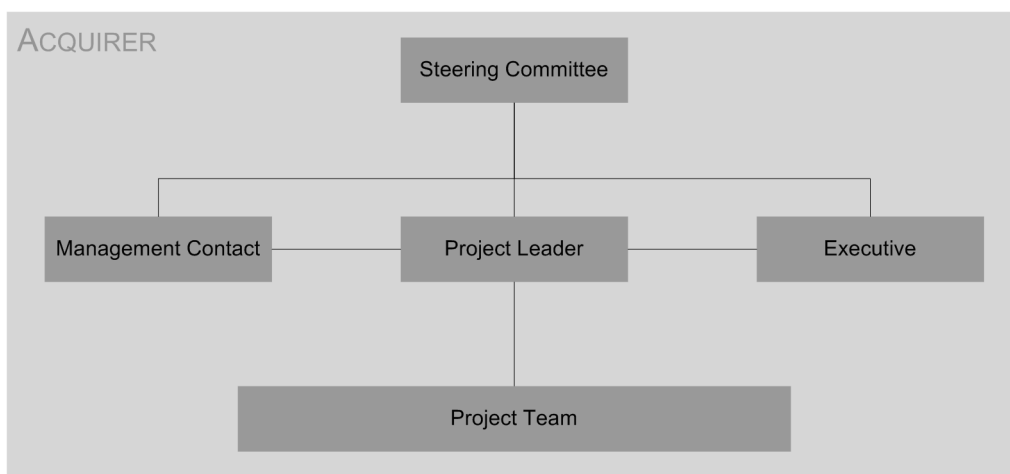 ACQUIRER
Steering Committee
Management Contact
Project Leader
Executive
Project Team